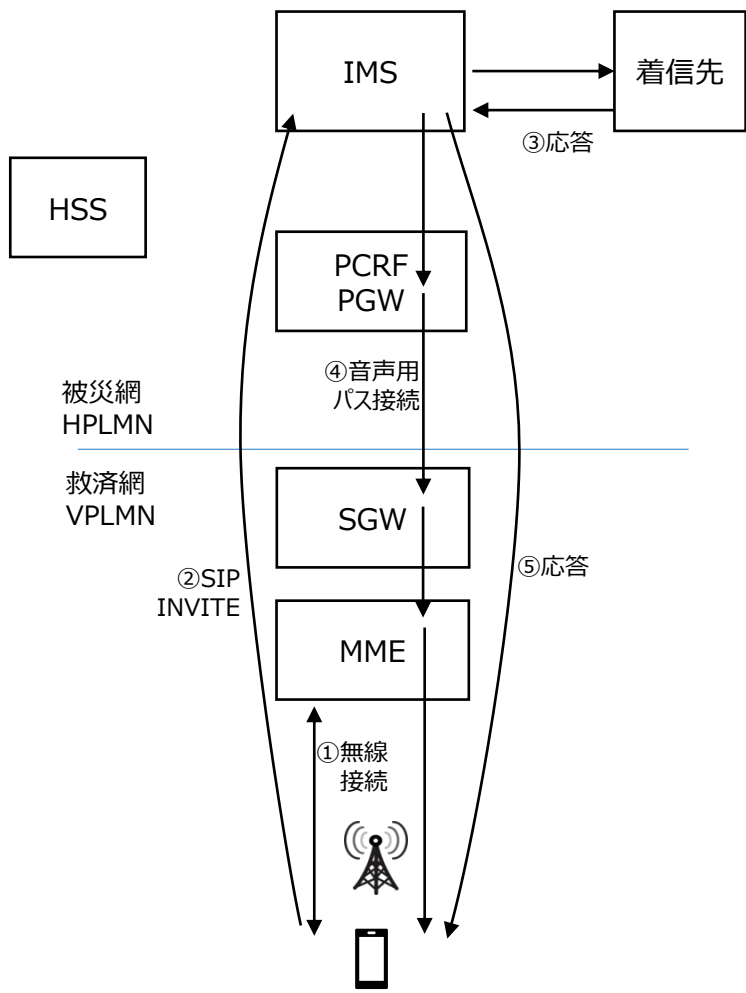 IMS
着信先
③応答
HSS
PCRF
PGW
④音声用
パス接続
被災網
HPLMN
救済網
VPLMN
SGW
②SIP
INVITE
⑤応答
MME
①無線
接続